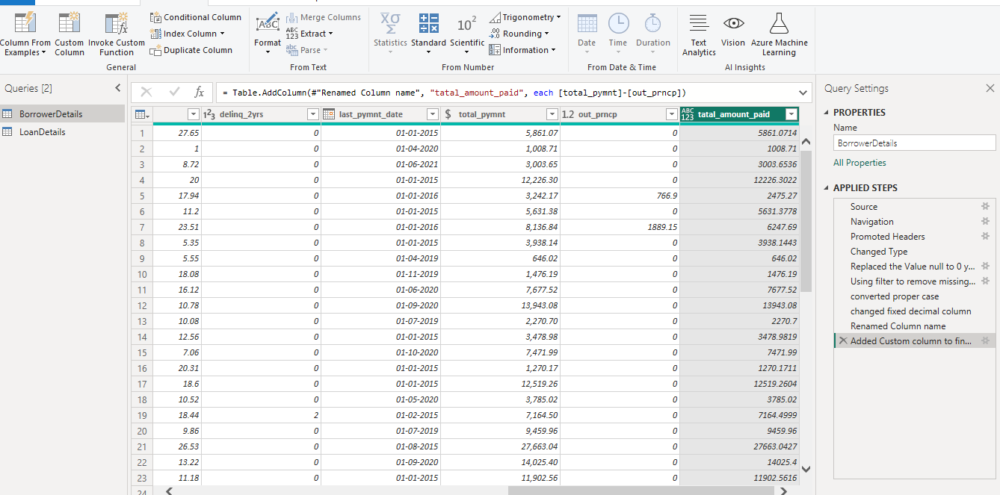 Column From
Examples
Custom
Column
Invoke Custom
Function
Conditional Column
Index Column
Duplicate Column
General
Format
Merge Columns
Extract
Parse
From Text
Statistics
Standard
Scientific
Trigonometry
Rounding
Information
From Number
Date
Time
Duration
From Date & Time
Text
Analytics
Vision
Azure Machine
Learning
AI Insights
Queries [2]
BorrowerDetails
LoanDetails
fx = Table.AddColumn(#"Renamed Column name", "tatal_amount_paid", each [total_pymnt]-[out_prncp])
delinq_2yrs last_pymnt_date $ total_pymnt 1.2 out_prncp ABC 123 tatal_amount_paid
1 27.65 0 01-01-2015 5,861.07 0 5861.0714
2 1 0 01-04-2020 1,008.71 0 1008.71
3 8.72 0 01-06-2021 3,003.65 0 3003.6536
4 20 0 01-01-2015 12,226.30 0 12226.3022
5 17.94 0 01-01-2016 3,242.17 766.9 2475.27
6 11.2 0 01-01-2015 5,631.38 0 5631.3778
7 23.51 0 01-01-2016 8,136.84 1889.15 6247.69
8 5.35 0 01-01-2015 3,938.14 0 3938.1443
9 5.55 0 01-04-2019 646.02 0 646.02
10 18.08 0 01-11-2019 1,476.19 0 1476.19
11 16.12 0 01-06-2020 7,677.52 0 7677.52
12 10.78 0 01-09-2020 13,943.08 0 13943.08
13 10.08 0 01-07-2019 2,270.70 0 2270.7
14 12.56 0 01-01-2015 3,478.98 0 3478.9819
15 7.06 0 01-10-2020 7,471.99 0 7471.99
16 20.31 0 01-01-2015 1,270.17 0 1270.1711
17 18.6 0 01-01-2015 12,519.26 0 12519.2604
18 10.52 0 01-05-2020 3,785.02 0 3785.02
19 18.44 2 01-02-2015 7,164.50 0 7164.4999
20 9.86 0 01-07-2019 9,459.96 0 9459.96
21 26.53 0 01-08-2015 27,663.04 0 27663.0427
22 13.22 0 01-09-2020 14,025.40 0 14025.4
23 11.18 0 01-01-2015 11,902.56 0 11902.5616
24
Query Settings
PROPERTIES
Name
BorrowerDetails
All Properties
APPLIED STEPS
Source
Navigation
Promoted Headers
Changed Type
Replaced the Value null to 0 y...
Using filter to remove missing...
converted proper case
changed fixed decimal column
Renamed Column name
Added Custom column to fin...